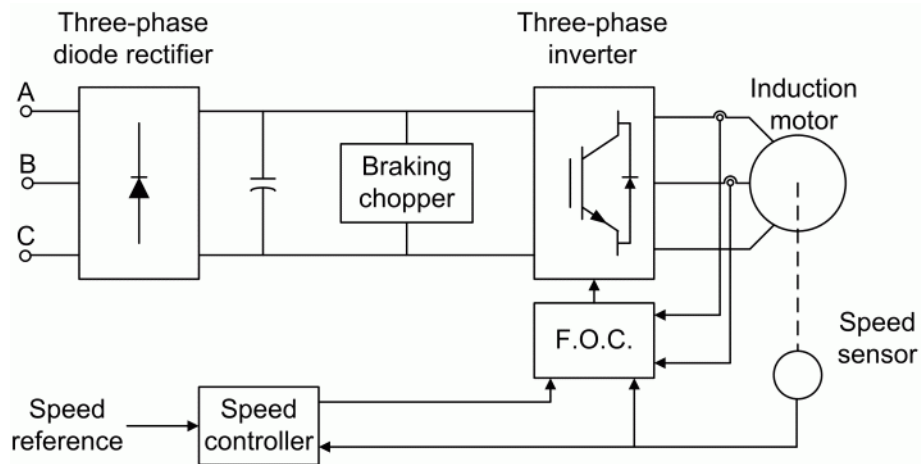 Three-phase
diode rectifier
Three-phase
inverter
Induction
motor
A
B
C
Braking
chopper
F.O.C.
Speed
sensor
Speed
reference
Speed
controller